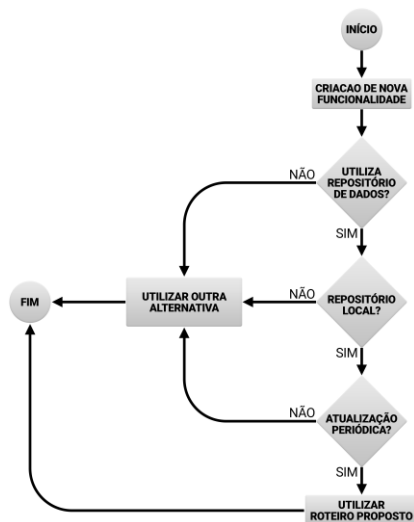 INÍCIO
CRIACAO DE NOVA
FUNCIONALIDADE
NÃO
UTILIZA
REPOSITÓRIO
DE DADOS?
SIM
FIM
UTILIZAR OUTRA
ALTERNATIVA
NÃO
REPOSITÓRIO
LOCAL?
SIM
NÃO
ATUALIZAÇÃO
PERIÓDICA?
SIM
UTILIZAR
ROTEIRO PROPOSTO